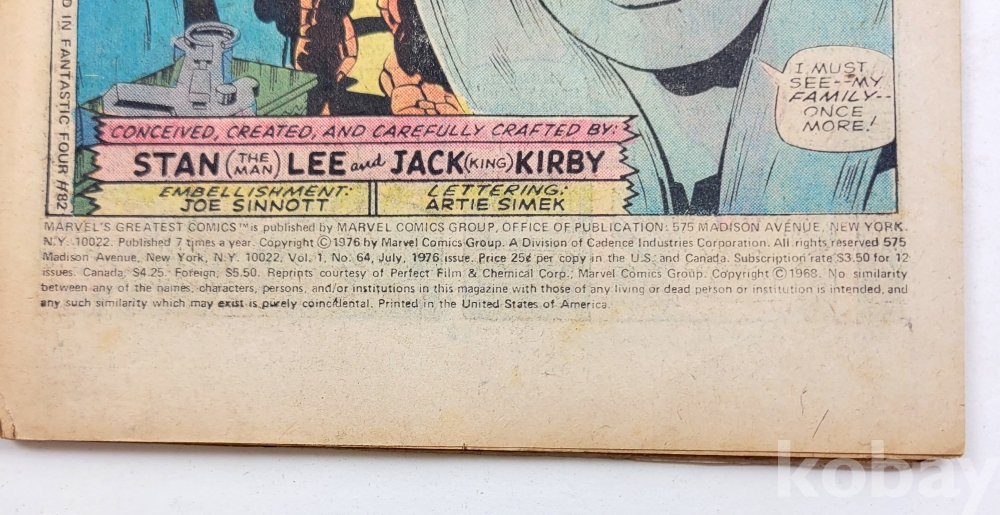 D IN FANTASTIC FOUR #82
I MUST
SEE--MY
FAMILY--
ONCE
MORE!
CONCEIVED, CREATED, AND CAREFULLY CRAFTED BY:
STAN (THE MAN) LEE and JACK (KING) KIRBY
EMBELLISHMENT:
JOE SINNOTT
LETTERING:
ARTIE SIMEK
MARVEL'S GREATEST COMICS™ is published by MARVEL COMICS GROUP, OFFICE OF PUBLICATION: 575 MADISON AVENUE, NEW YORK,
N.Y. 10022. Published 7 times a year. Copyright ©1976 by Marvel Comics Group. A Division of Cadence Industries Corporation. All rights reserved 575
Madison Avenue, New York, N.Y. 10022. Vol. 1, No. 64, July, 1976 issue. Price 25¢ per copy in the U.S. and Canada. Subscription rate $3.50 for 12
issues. Canada, $4.25. Foreign, $5.50. Reprints courtesy of Perfect Film & Chemical Corp.; Marvel Comics Group. Copyright ©1968. No similarity
between any of the names, characters, persons, and/or institutions in this magazine with those of any living or dead person or institution is intended, and
any such similarity which may exist is purely coincidental. Printed in the United States of America.
kobay